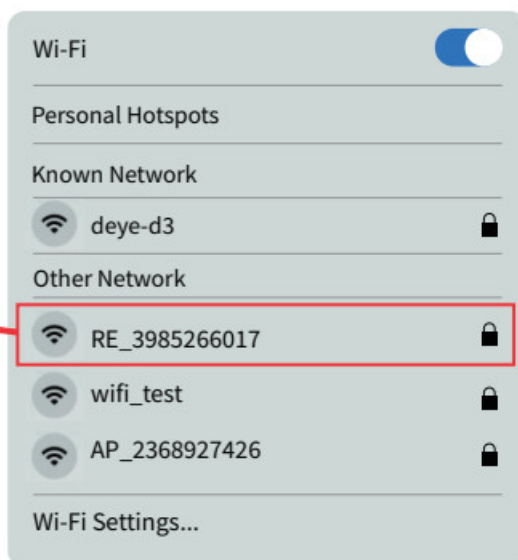 Wi-Fi
Personal Hotspots
Known Network
deye-d3
Other Network
RE_3985266017
wifi_test
AP_2368927426
Wi-Fi Settings...